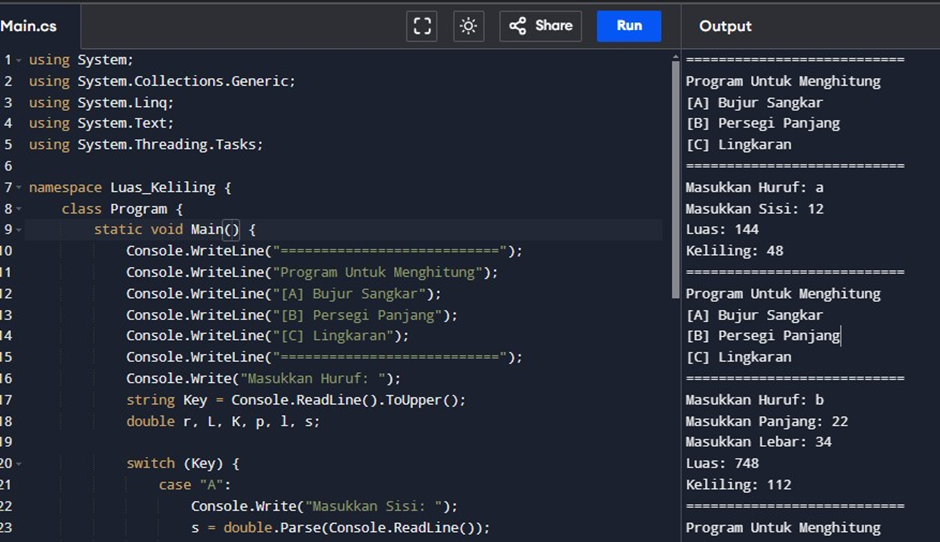 Main.cs
Share
Run
Output
1 using System;
2 using System.Collections.Generic;
3 using System.Linq;
4 using System.Text;
5 using System.Threading.Tasks;
6
7 namespace Luas_Keliling {
8 class Program {
9 static void Main() {
10 Console.WriteLine("===========================");
11 Console.WriteLine("Program Untuk Menghitung");
12 Console.WriteLine("[A] Bujur Sangkar");
13 Console.WriteLine("[B] Persegi Panjang");
14 Console.WriteLine("[C] Lingkaran");
15 Console.WriteLine("===========================");
16 Console.Write("Masukkan Huruf: ");
17 string Key = Console.ReadLine().ToUpper();
18 double r, L, K, p, l, s;
19
20 switch (Key) {
21 case "A":
22 Console.Write("Masukkan Sisi: ");
23 s = double.Parse(Console.ReadLine());
===========================
Program Untuk Menghitung
[A] Bujur Sangkar
[B] Persegi Panjang
[C] Lingkaran
===========================
Masukkan Huruf: a
Masukkan Sisi: 12
Luas: 144
Keliling: 48
===========================
Program Untuk Menghitung
[A] Bujur Sangkar
[B] Persegi Panjang
[C] Lingkaran
===========================
Masukkan Huruf: b
Masukkan Panjang: 22
Masukkan Lebar: 34
Luas: 748
Keliling: 112
===========================
Program Untuk Menghitung